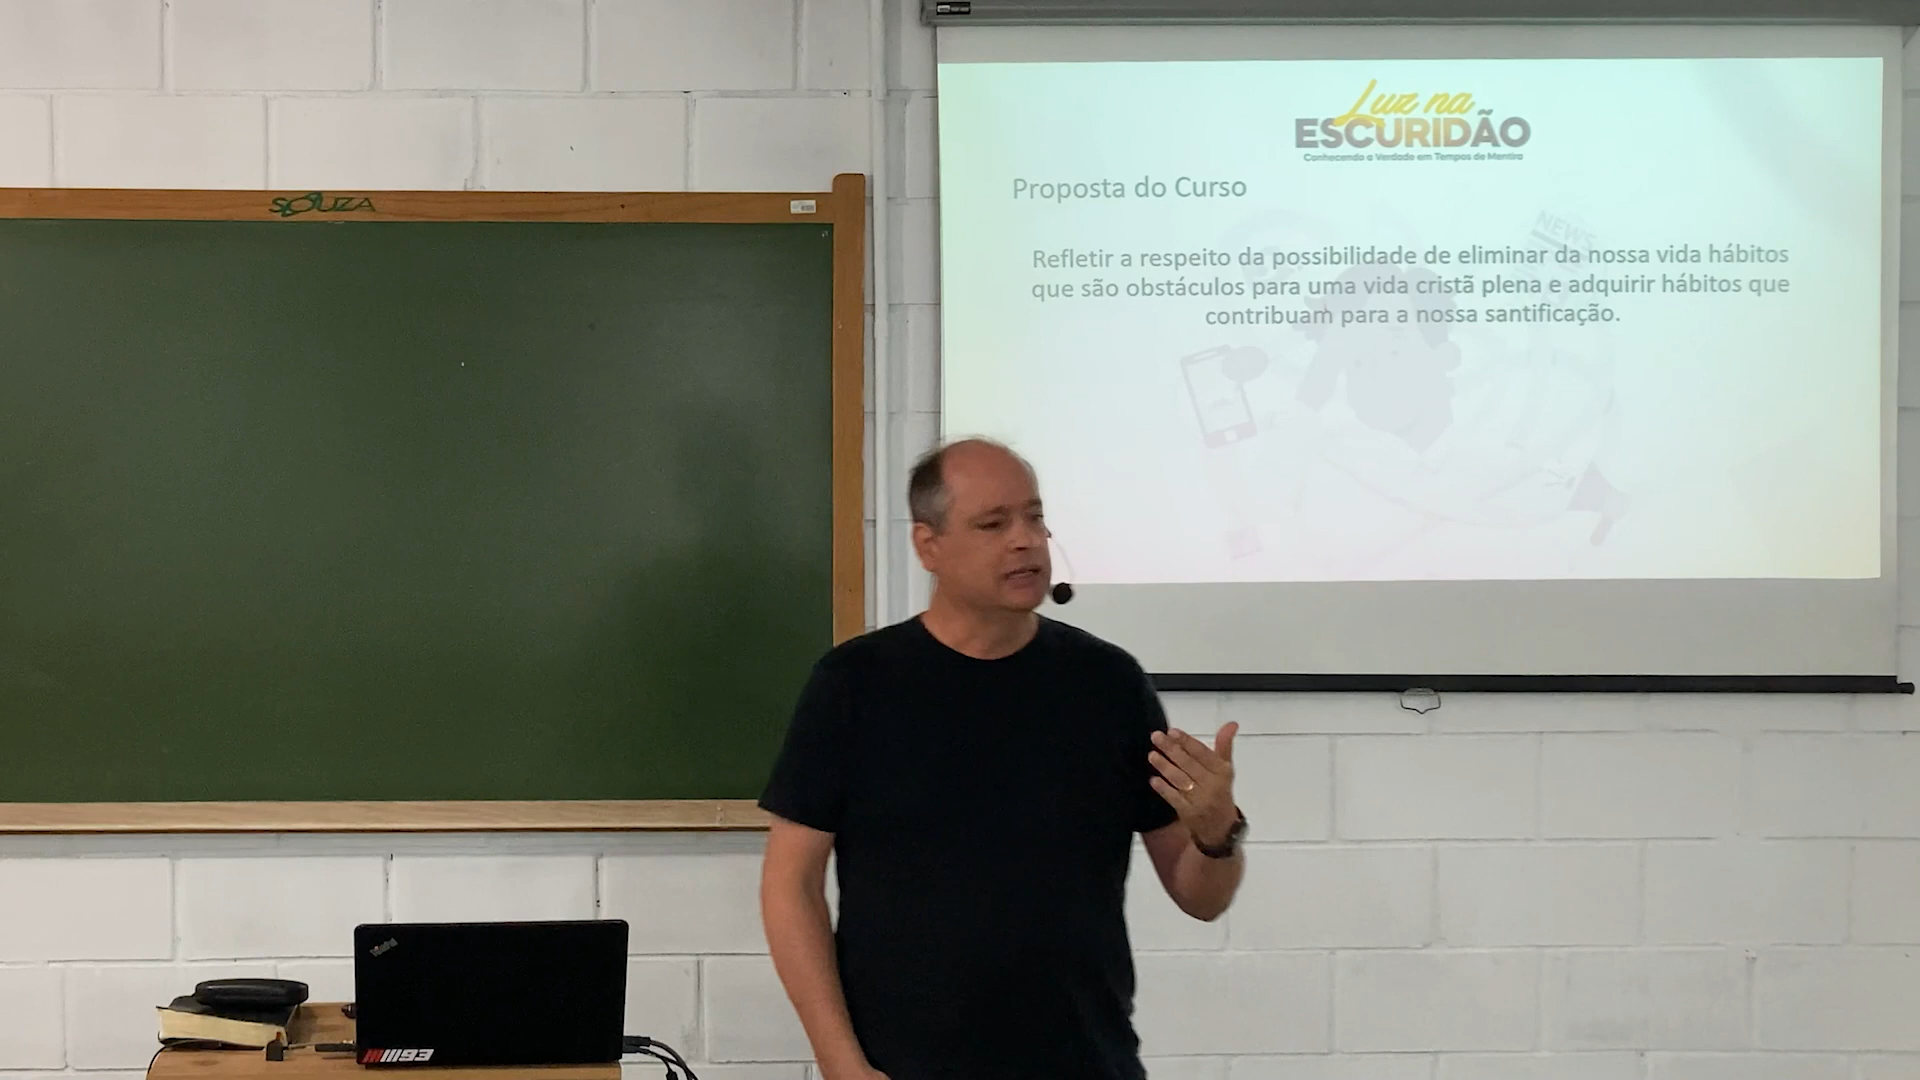 Luz na
ESCURIDÃO
Conhecendo a Verdade em Tempos de Mentira
Proposta do Curso
NEWS
Refletir a respeito da possibilidade de eliminar da nossa vida hábitos
que são obstáculos para uma vida cristã plena e adquirir hábitos que
contribuam para a nossa santificação.
SOUZA